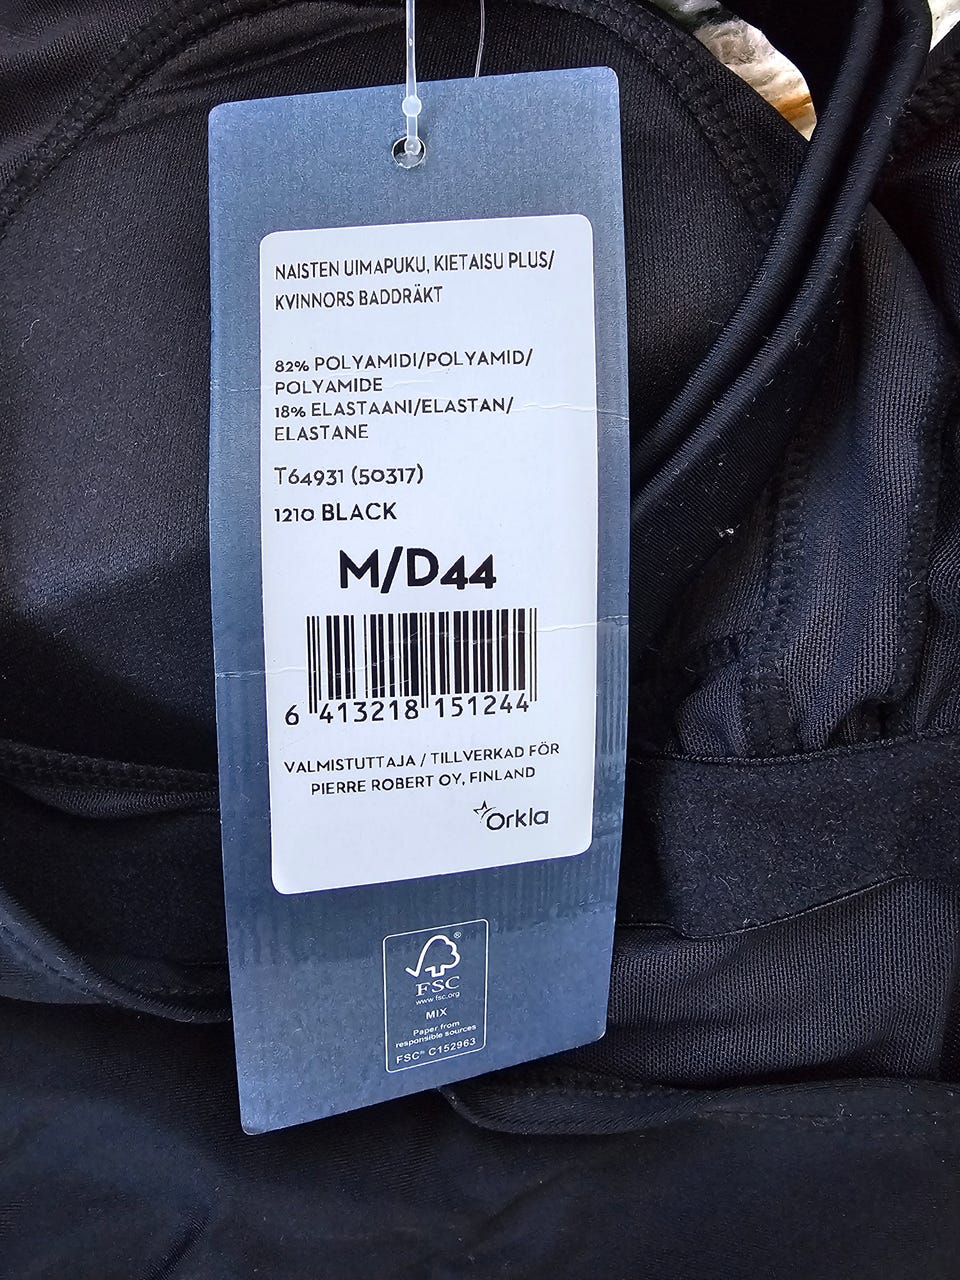 NAISTEN UIMAPUKU, KIETAISU PLUS/
KVINNORS BADDRÄKT
82% POLYAMIDI/POLYAMID/
POLYAMIDE
18% ELASTAANI/ELASTAN/
ELASTANE
T64931 (50317)
1210 BLACK
M/D44
6 413218 151244
VALMISTUTTAJA / TILLVERKAD FÖR
PIERRE ROBERT OY, FINLAND
Orkla
FSC
www.fsc.org
MIX
Paper from
responsible sources
FSC® C152963